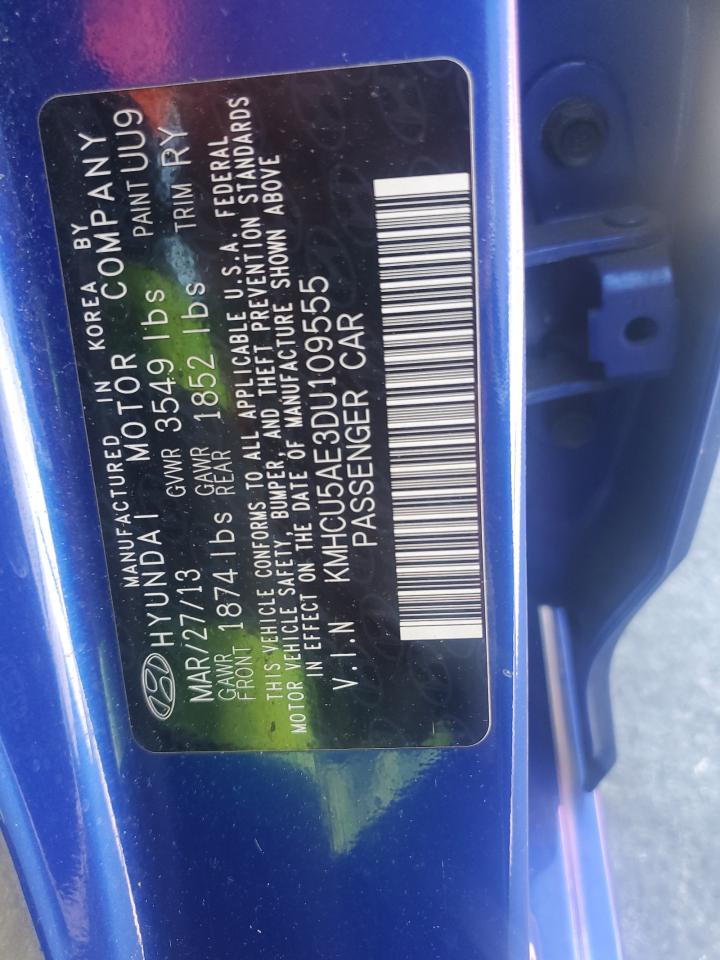 MANUFACTURED IN KOREA BY
HYUNDAI MOTOR COMPANY
MAR/27/13 GVWR 3549 lbs PAINT UU9
GAWR FRONT 1874 lbs GAWR REAR 1852 lbs TRIM RY
THIS VEHICLE CONFORMS TO ALL APPLICABLE U.S.A. FEDERAL
MOTOR VEHICLE SAFETY, BUMPER, AND THEFT PREVENTION STANDARDS
IN EFFECT ON THE DATE OF MANUFACTURE SHOWN ABOVE
V.I.N KMHCU5AE3DU109555
PASSENGER CAR